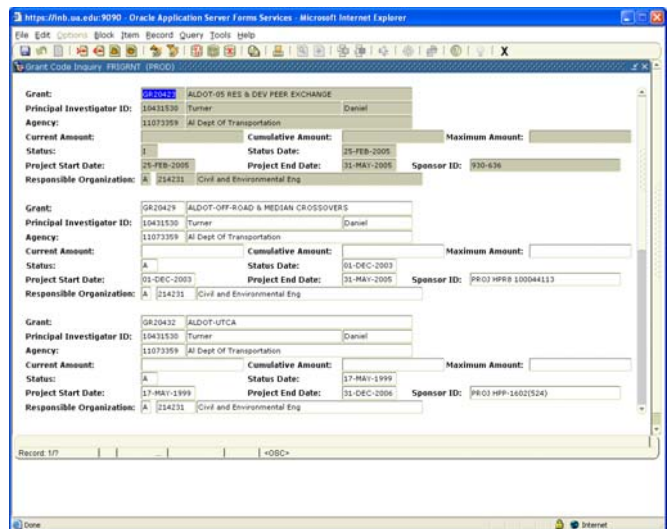 https://inb.ua.edu:9090 - Oracle Application Server Forms Services - Microsoft Internet Explorer
File Edit Options Block Item Record Query Tools Help
X
Grant Code Inquiry FRIGRNT (PROD)
Grant: GR20423 ALDOT-05 RES & DEV PEER EXCHANGE
Principal Investigator ID: 10431530 Turner Daniel
Agency: 11073359 Al Dept Of Transportation
Current Amount: Cumulative Amount: Maximum Amount:
Status: I Status Date: 25-FEB-2005
Project Start Date: 25-FEB-2005 Project End Date: 31-MAY-2005 Sponsor ID: 930-636
Responsible Organization: A 214231 Civil and Environmental Eng
Grant: GR20429 ALDOT-OFF-ROAD & MEDIAN CROSSOVERS
Principal Investigator ID: 10431530 Turner Daniel
Agency: 11073359 Al Dept Of Transportation
Current Amount: Cumulative Amount: Maximum Amount:
Status: A Status Date: 01-DEC-2003
Project Start Date: 01-DEC-2003 Project End Date: 31-MAY-2005 Sponsor ID: PROJ HPR8 100044113
Responsible Organization: A 214231 Civil and Environmental Eng
Grant: GR20432 ALDOT-UTCA
Principal Investigator ID: 10431530 Turner Daniel
Agency: 11073359 Al Dept Of Transportation
Current Amount: Cumulative Amount: Maximum Amount:
Status: A Status Date: 17-MAY-1999
Project Start Date: 17-MAY-1999 Project End Date: 31-DEC-2006 Sponsor ID: PROJ HPP-1602(524)
Responsible Organization: A 214231 Civil and Environmental Eng
Record: 1/? ... <OSC>
Done Internet